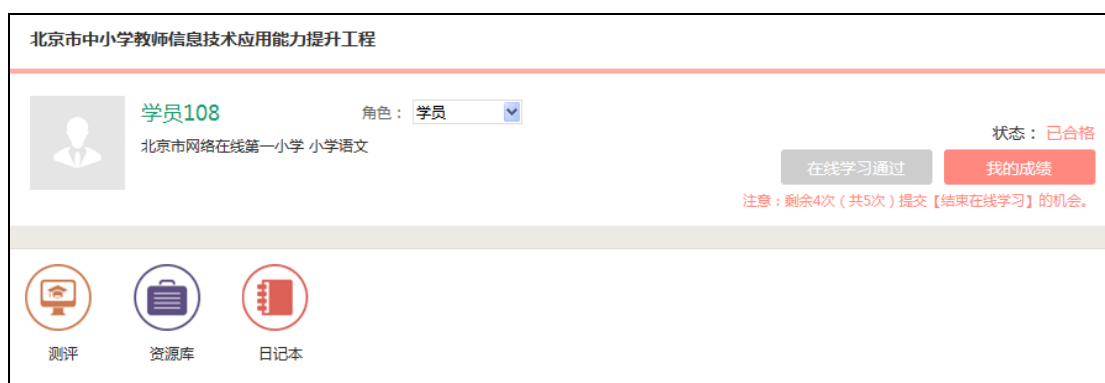 北京市中小学教师信息技术应用能力提升工程
学员108 角色： 学员
北京市网络在线第一小学 小学语文
状态： 已合格
在线学习通过 我的成绩
注意：剩余4次（共5次）提交【结束在线学习】的机会。
测评 资源库 日记本